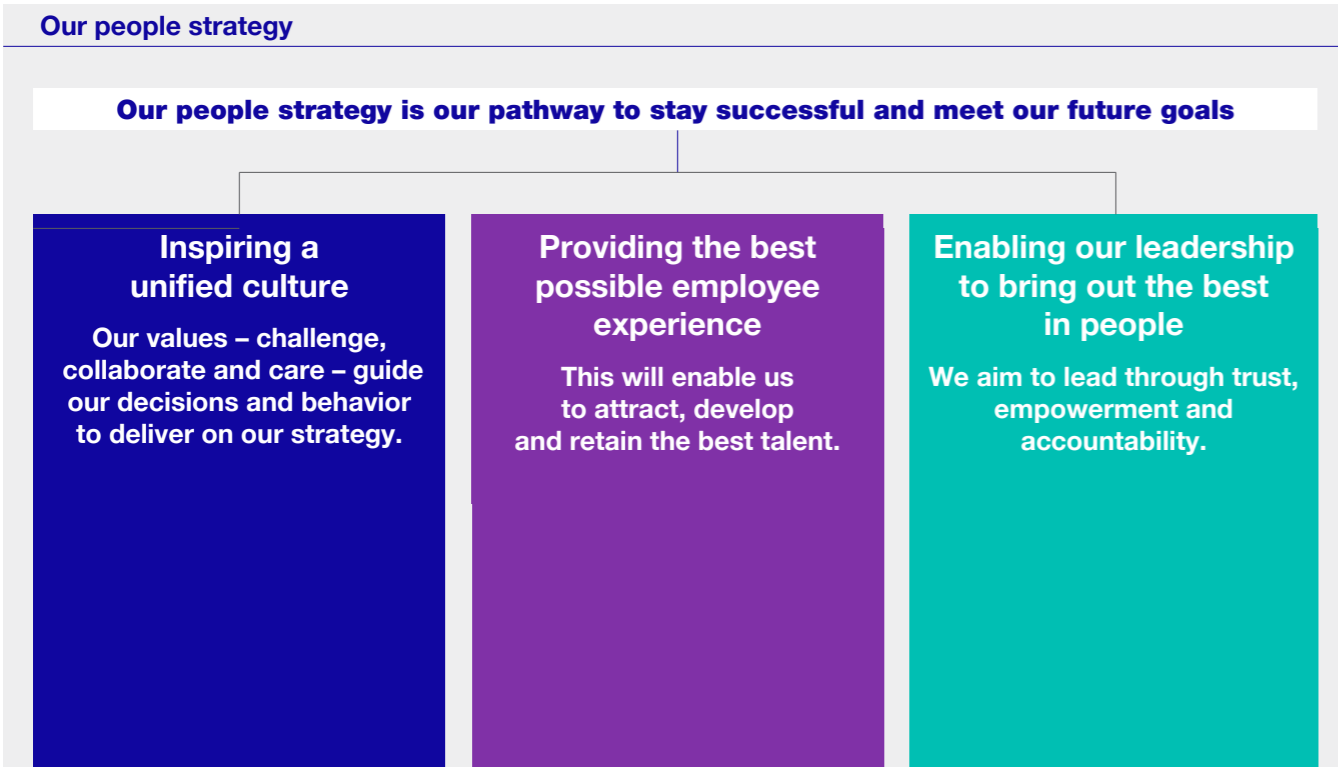 Our people strategy
Our people strategy is our pathway to stay successful and meet our future goals
Inspiring a
unified culture
Our values – challenge,
collaborate and care – guide
our decisions and behavior
to deliver on our strategy.
Providing the best
possible employee
experience
This will enable us
to attract, develop
and retain the best talent.
Enabling our leadership
to bring out the best
in people
We aim to lead through trust,
empowerment and
accountability.